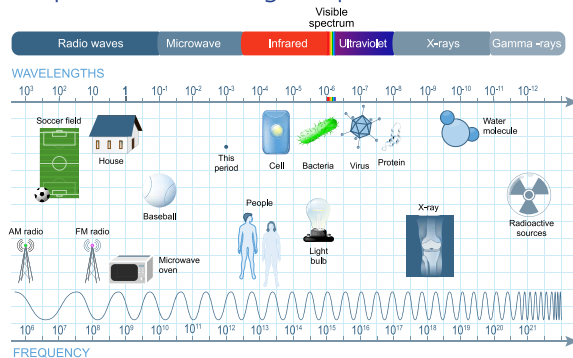 Visible
spectrum
Radio waves Microwave Infrared Ultraviolet X-rays Gamma -rays
WAVELENGTHS
10³ 10² 10 1 10⁻¹ 10⁻² 10⁻³ 10⁻⁴ 10⁻⁵ 10⁻⁶ 10⁻⁷ 10⁻⁸ 10⁻⁹ 10⁻¹⁰ 10⁻¹¹ 10⁻¹²
Soccer field
House
This
period
Cell
Bacteria
Virus
Protein
Water
molecule
Baseball
People
Light
bulb
X-ray
Radioactive
sources
AM radio
FM radio
Microwave
oven
10⁶ 10⁷ 10⁸ 10⁹ 10¹⁰ 10¹¹ 10¹² 10¹³ 10¹⁴ 10¹⁵ 10¹⁶ 10¹⁷ 10¹⁸ 10¹⁹ 10²⁰ 10²¹
FREQUENCY